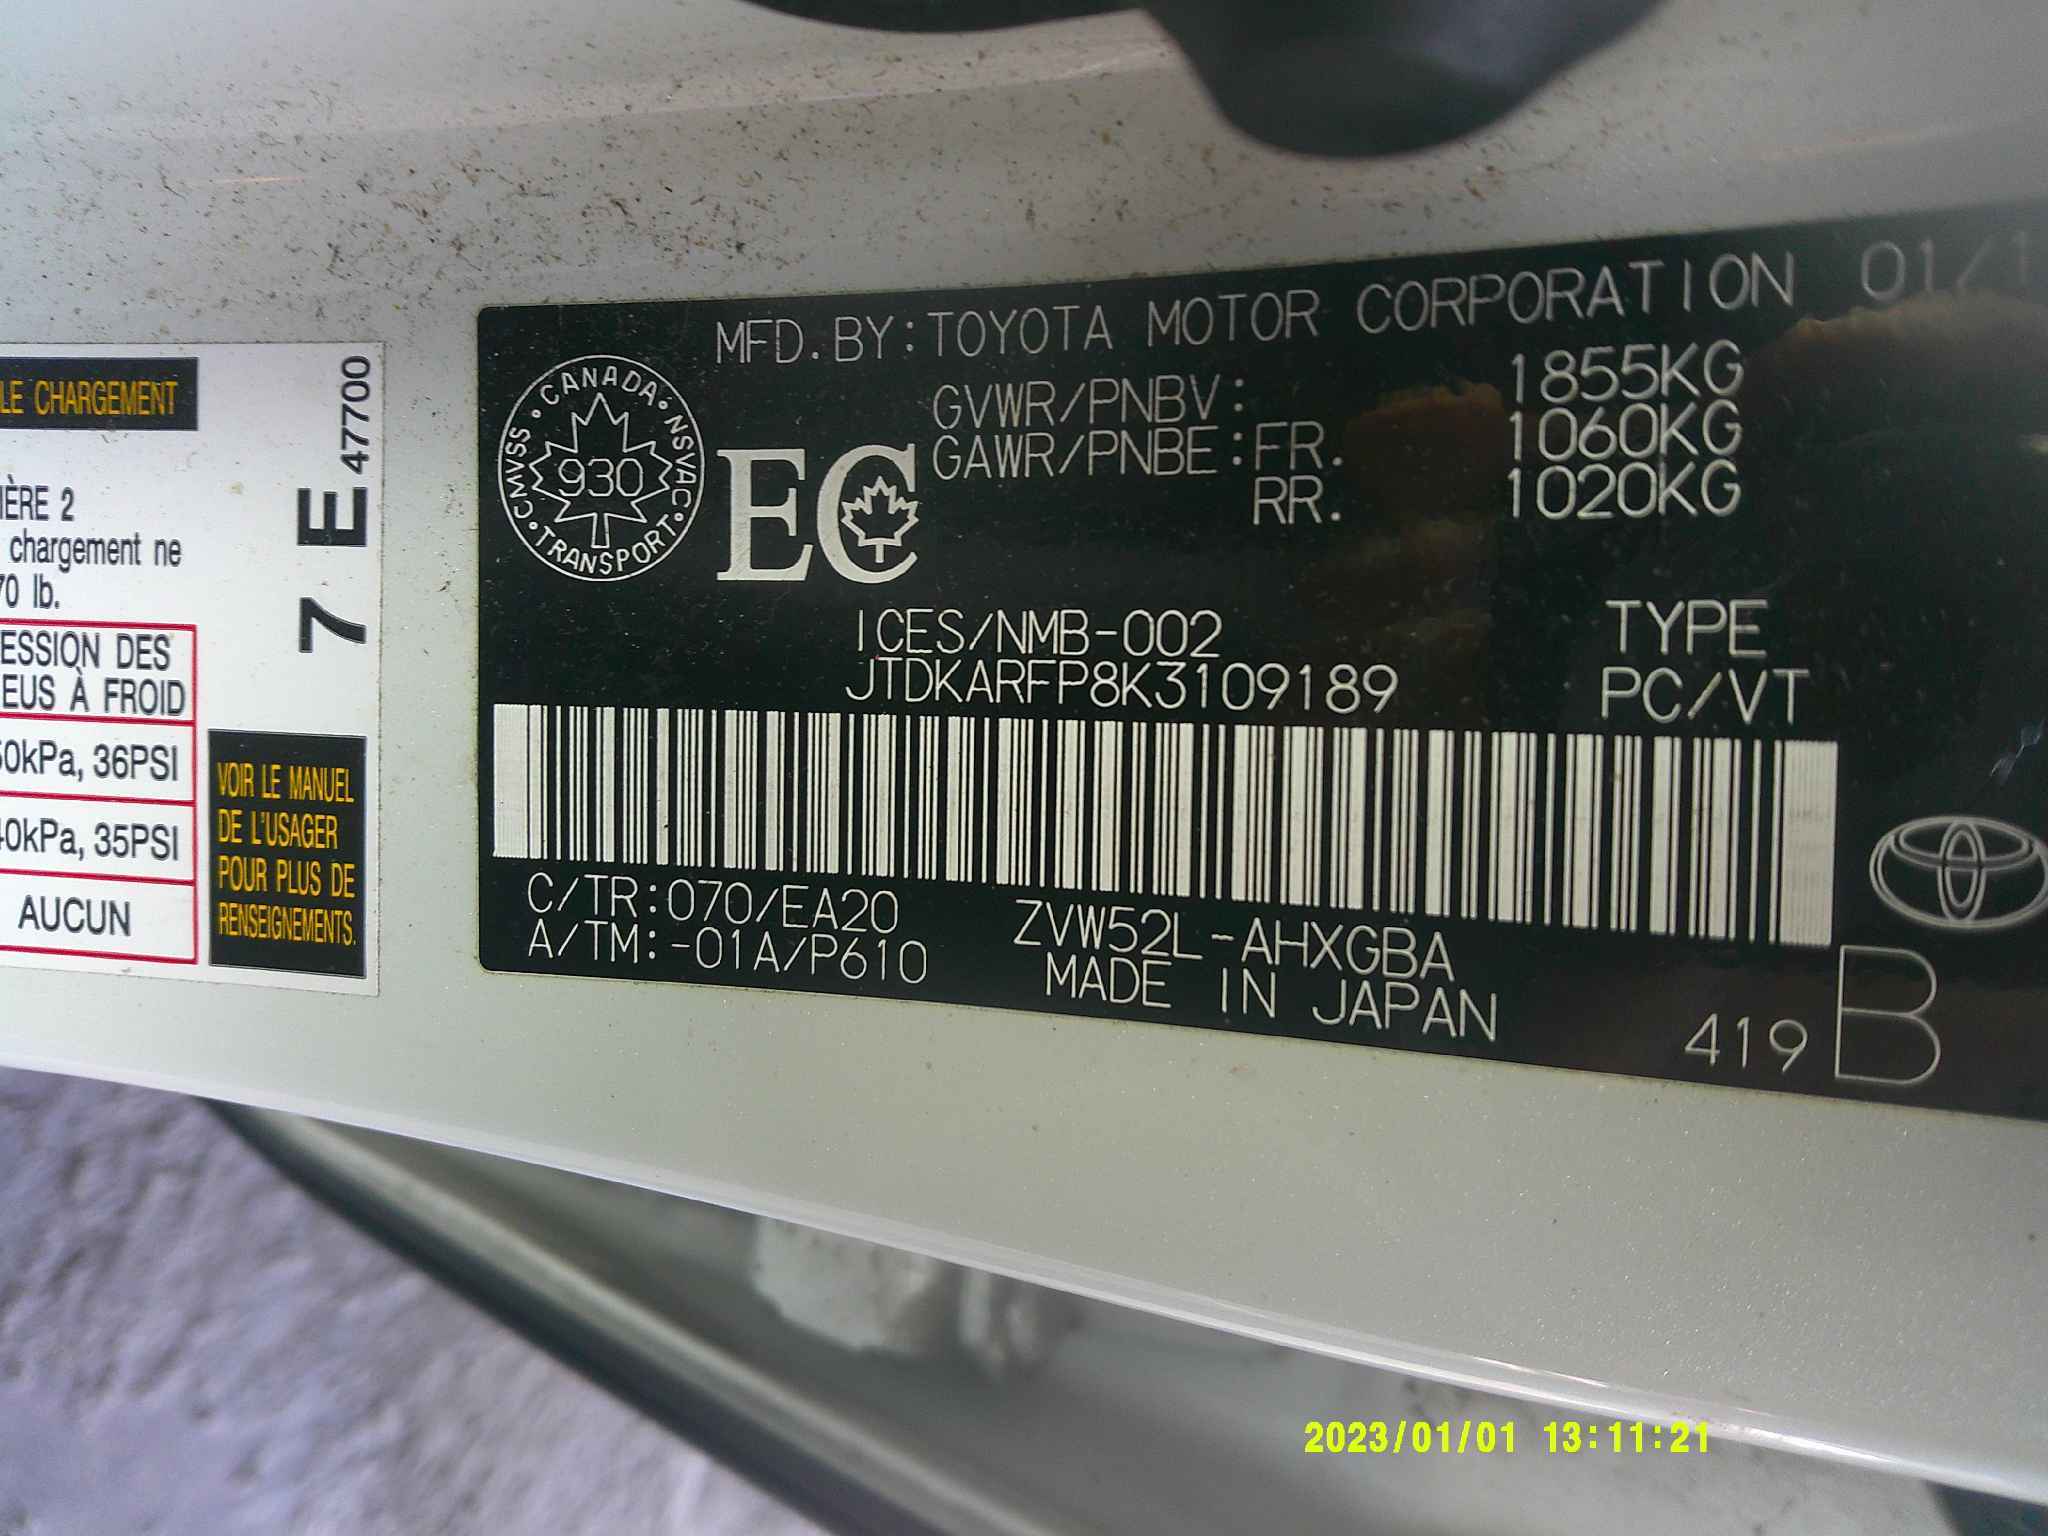 LE CHARGEMENT
47700
7 E
IÈRE 2
chargement ne
70 lb.
ESSION DES
EUS À FROID
50kPa, 36PSI
40kPa, 35PSI
AUCUN
VOIR LE MANUEL
DE L'USAGER
POUR PLUS DE
RENSEIGNEMENTS.
MFD. BY: TOYOTA MOTOR CORPORATION 01/1
GVWR/PNBV: 1855KG
GAWR/PNBE: FR. 1060KG
RR. 1020KG
CANADA • NSVAC • TRANSPORT • CMVSS •
930
EC
ICES/NMB-002
JTDKARFP8K3109189
TYPE
PC/VT
C/TR:070/EA20
A/TM:-01A/P610
ZVW52L-AHXGBA
MADE IN JAPAN
419 B
2023/01/01 13:11:21